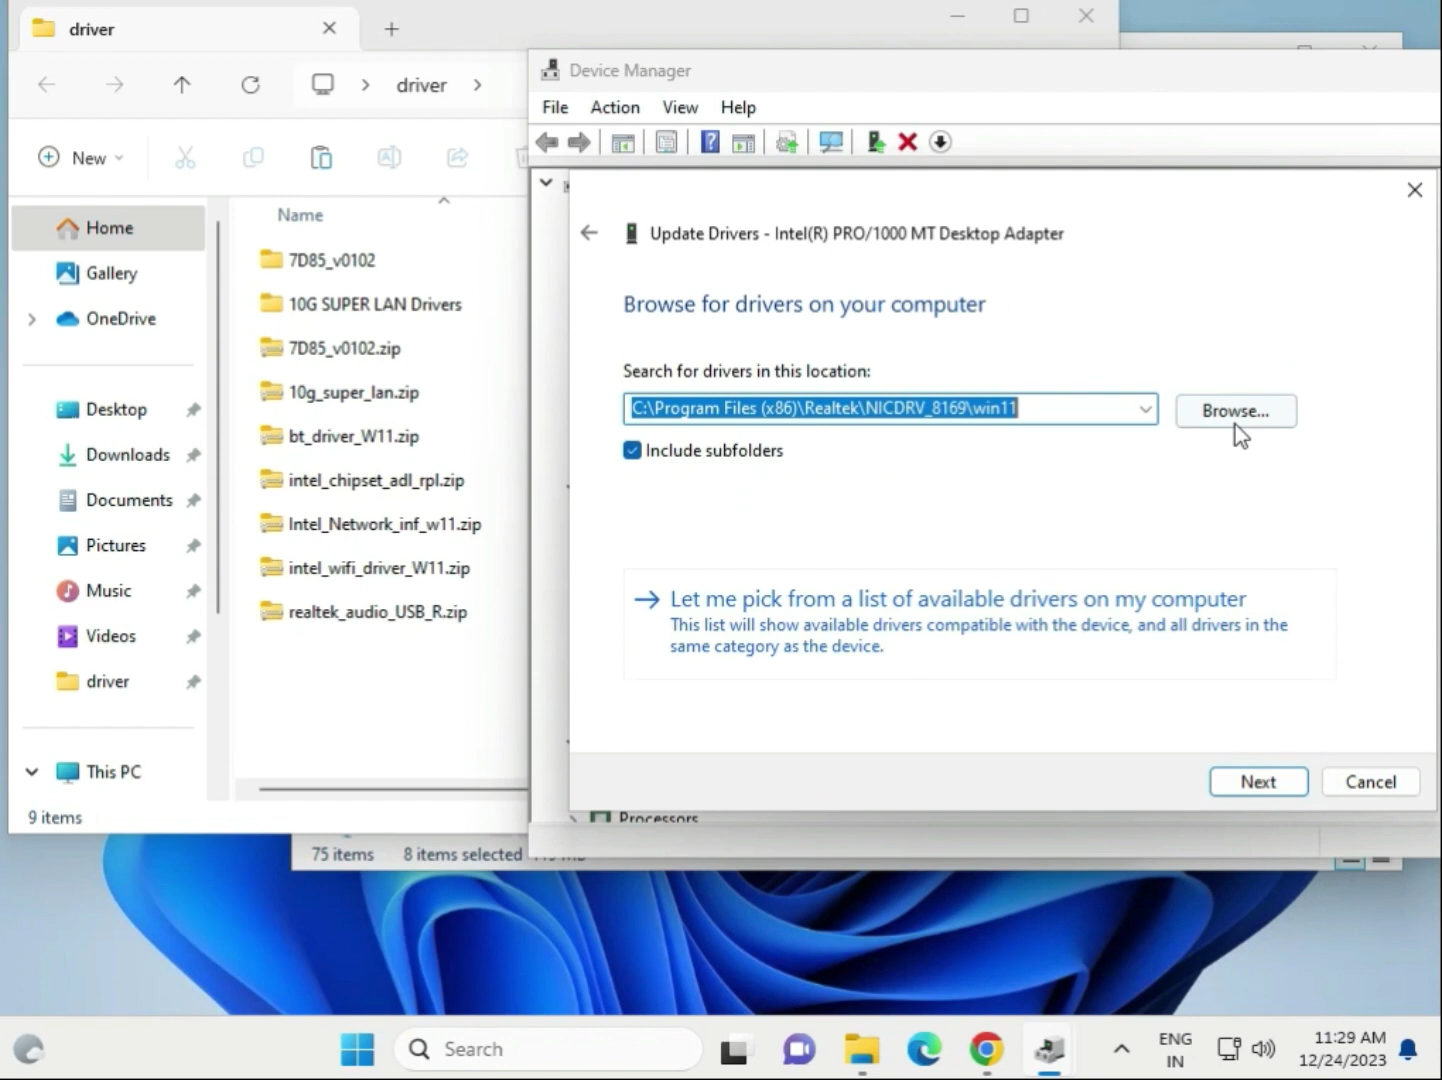 driver
driver
New
Home
Gallery
OneDrive
Desktop
Downloads
Documents
Pictures
Music
Videos
driver
This PC
9 items
Name
7D85_v0102
10G SUPER LAN Drivers
7D85_v0102.zip
10g_super_lan.zip
bt_driver_W11.zip
intel_chipset_adl_rpl.zip
Intel_Network_inf_w11.zip
intel_wifi_driver_W11.zip
realtek_audio_USB_R.zip
75 items 8 items selected
Device Manager
File Action View Help
Update Drivers - Intel(R) PRO/1000 MT Desktop Adapter
Browse for drivers on your computer
Search for drivers in this location:
C:\Program Files (x86)\Realtek\NICDRV_8169\win11
Browse...
Include subfolders
Let me pick from a list of available drivers on my computer
This list will show available drivers compatible with the device, and all drivers in the
same category as the device.
Next Cancel
Processors
Search
ENG
IN
11:29 AM
12/24/2023